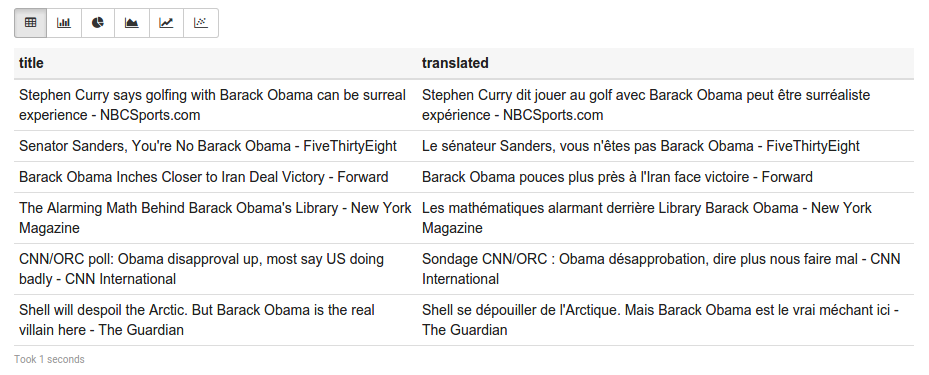 title
translated
Stephen Curry says golfing with Barack Obama can be surreal
experience - NBCSports.com
Stephen Curry dit jouer au golf avec Barack Obama peut être surréaliste
expérience - NBCSports.com
Senator Sanders, You're No Barack Obama - FiveThirtyEight
Le sénateur Sanders, vous n'êtes pas Barack Obama - FiveThirtyEight
Barack Obama Inches Closer to Iran Deal Victory - Forward
Barack Obama pouces plus près à l'Iran face victoire - Forward
The Alarming Math Behind Barack Obama's Library - New York
Magazine
Les mathématiques alarmant derrière Library Barack Obama - New York
Magazine
CNN/ORC poll: Obama disapproval up, most say US doing
badly - CNN International
Sondage CNN/ORC : Obama désapprobation, dire plus nous faire mal - CNN
International
Shell will despoil the Arctic. But Barack Obama is the real
villain here - The Guardian
Shell se dépouiller de l'Arctique. Mais Barack Obama est le vrai méchant ici -
The Guardian
Took 1 seconds